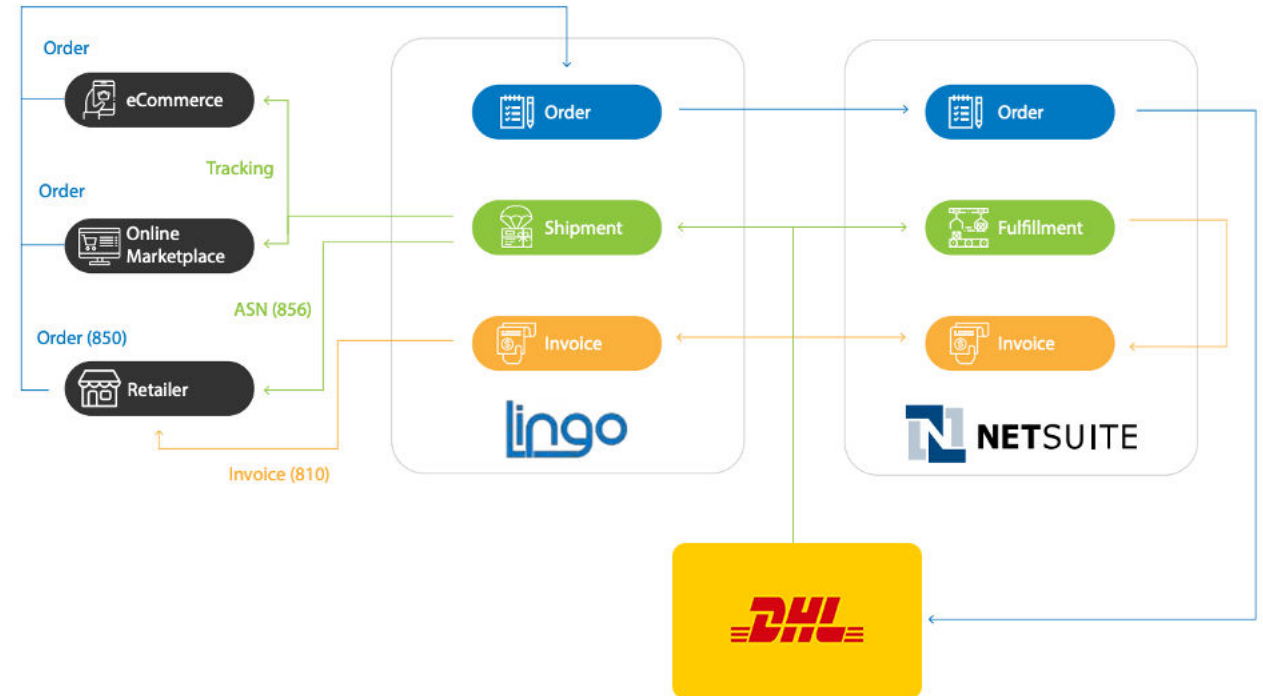 Order
eCommerce
Tracking
Order
Online
Marketplace
ASN (856)
Order (850)
Retailer
Invoice (810)
Order
Shipment
Invoice
lingo
Order
Fulfillment
Invoice
N NETSUITE
DHL